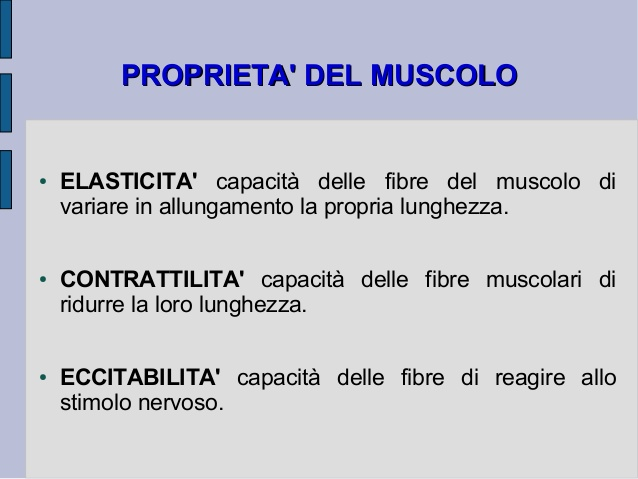 PROPRIETA' DEL MUSCOLO
• ELASTICITA' capacità delle fibre del muscolo di
variare in allungamento la propria lunghezza.
• CONTRATTILITA' capacità delle fibre muscolari di
ridurre la loro lunghezza.
• ECCITABILITA' capacità delle fibre di reagire allo
stimolo nervoso.